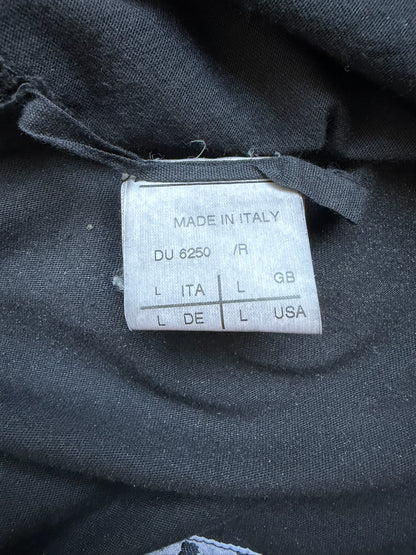 MADE IN ITALY
DU 6250 /R
L ITA L GB
L DE L USA